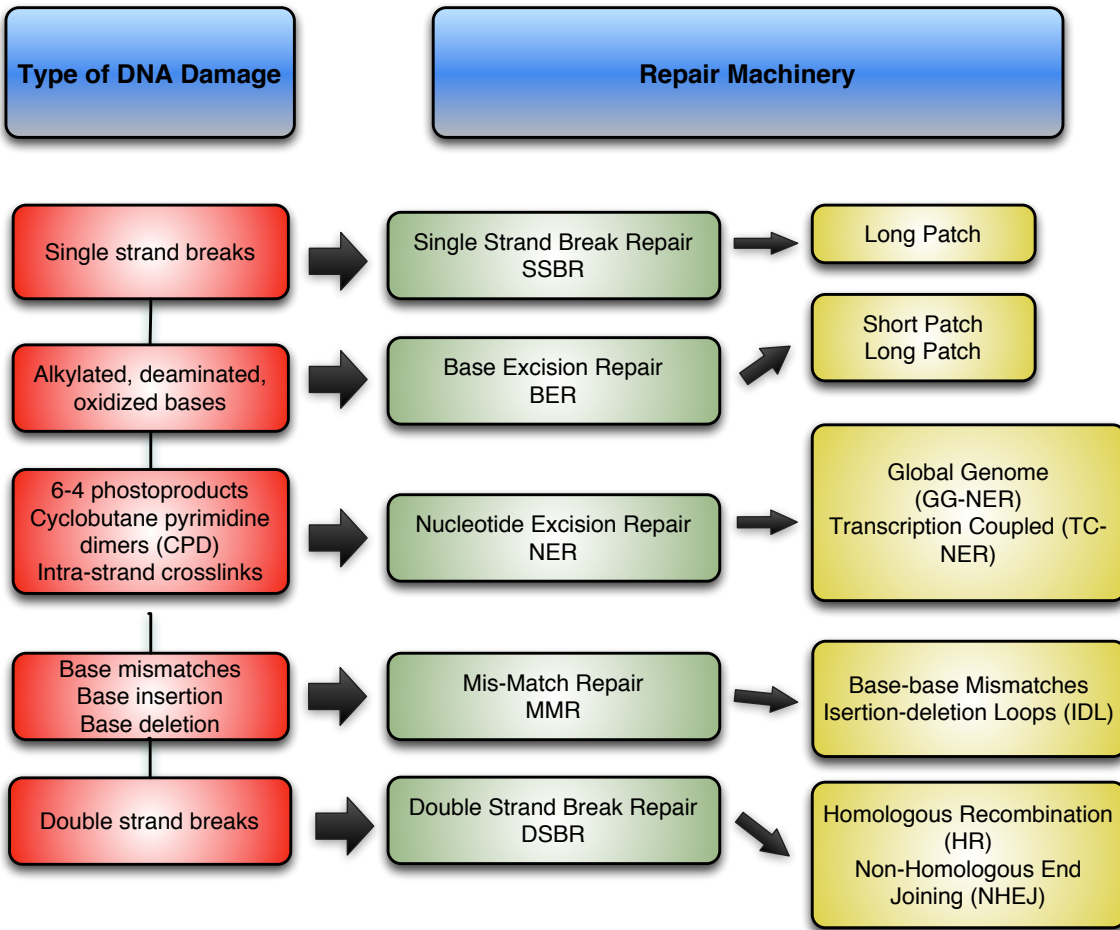 Type of DNA Damage
Repair Machinery
Single strand breaks
Single Strand Break Repair
SSBR
Long Patch
Alkylated, deaminated,
oxidized bases
Base Excision Repair
BER
Short Patch
Long Patch
6-4 phostoproducts
Cyclobutane pyrimidine
dimers (CPD)
Intra-strand crosslinks
Nucleotide Excision Repair
NER
Global Genome
(GG-NER)
Transcription Coupled (TC-
NER)
Base mismatches
Base insertion
Base deletion
Mis-Match Repair
MMR
Base-base Mismatches
Isertion-deletion Loops (IDL)
Double strand breaks
Double Strand Break Repair
DSBR
Homologous Recombination
(HR)
Non-Homologous End
Joining (NHEJ)